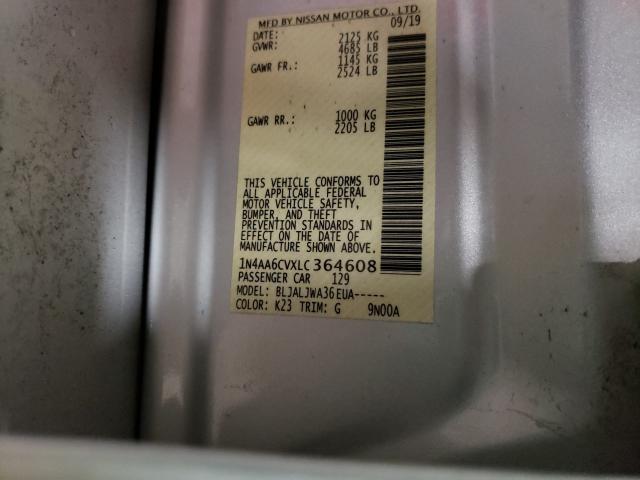 MFD BY NISSAN MOTOR CO., LTD.
DATE: 09/19
GVWR: 2125 KG
4685 LB
GAWR FR.: 1145 KG
2524 LB
GAWR RR.: 1000 KG
2205 LB
THIS VEHICLE CONFORMS TO
ALL APPLICABLE FEDERAL
MOTOR VEHICLE SAFETY,
BUMPER, AND THEFT
PREVENTION STANDARDS IN
EFFECT ON THE DATE OF
MANUFACTURE SHOWN ABOVE.
1N4AA6CVXLC364608
PASSENGER CAR 129
MODEL: BLJALJWA36EUA-----
COLOR: K23 TRIM: G 9N00A